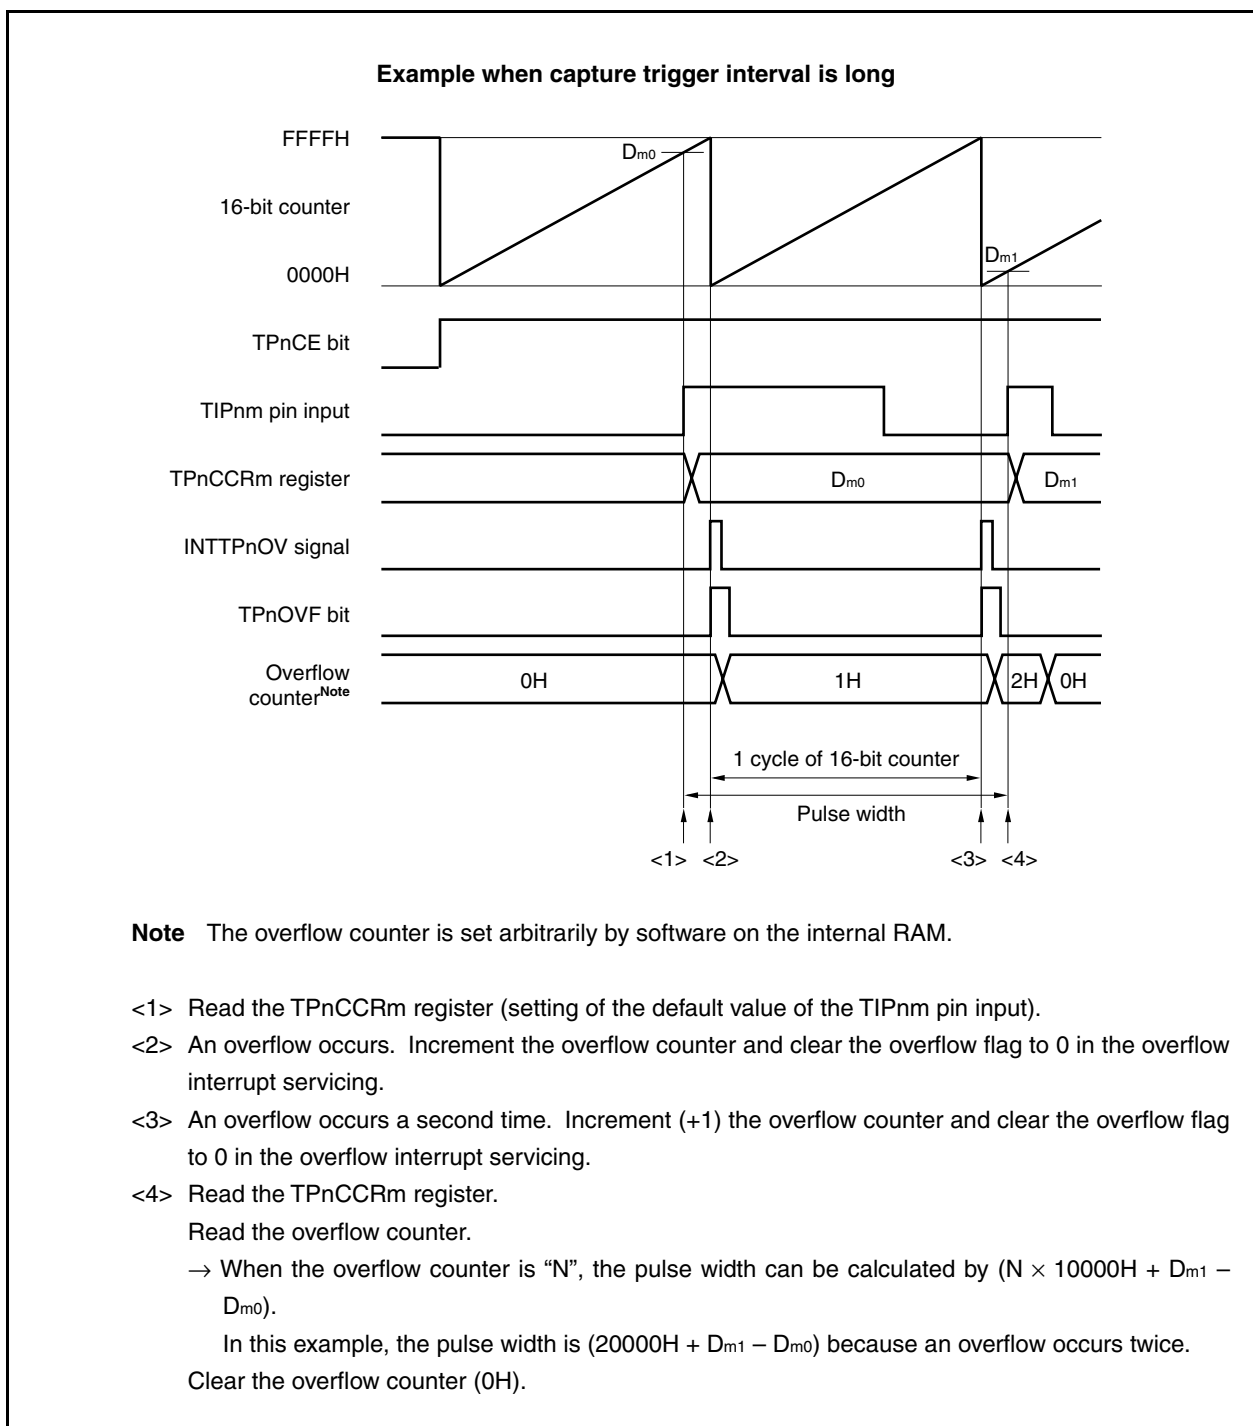 Example when capture trigger interval is long
FFFFH
Dm0
16-bit counter
Dm1
0000H
TPnCE bit
TIPnm pin input
TPnCCRm register
Dm0
Dm1
INTTPnOV signal
TPnOVF bit
Overflow
counterNote
0H
1H
2H
0H
1 cycle of 16-bit counter
Pulse width
<1> <2> <3> <4>
Note The overflow counter is set arbitrarily by software on the internal RAM.
<1> Read the TPnCCRm register (setting of the default value of the TIPnm pin input).
<2> An overflow occurs. Increment the overflow counter and clear the overflow flag to 0 in the overflow
interrupt servicing.
<3> An overflow occurs a second time. Increment (+1) the overflow counter and clear the overflow flag
to 0 in the overflow interrupt servicing.
<4> Read the TPnCCRm register.
Read the overflow counter.
→ When the overflow counter is “N”, the pulse width can be calculated by (N × 10000H + Dm1 –
Dm0).
In this example, the pulse width is (20000H + Dm1 – Dm0) because an overflow occurs twice.
Clear the overflow counter (0H).